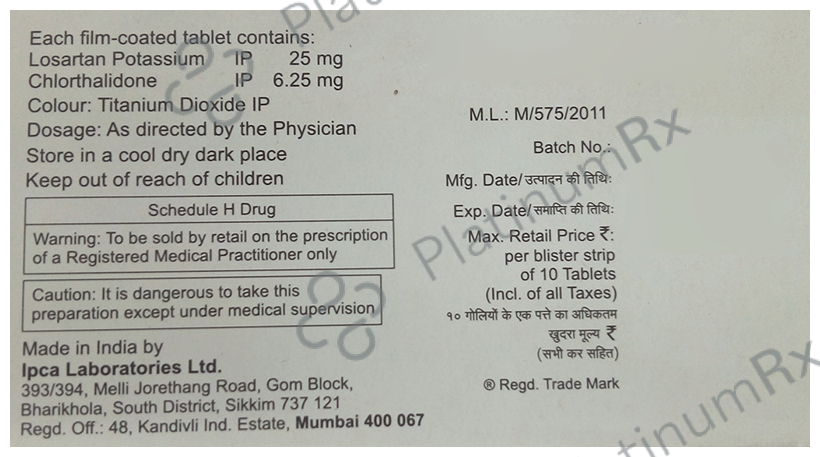 Each film-coated tablet contains:
Losartan Potassium IP 25 mg
Chlorthalidone IP 6.25 mg
Colour: Titanium Dioxide IP
Dosage: As directed by the Physician
Store in a cool dry dark place
Keep out of reach of children
Schedule H Drug
Warning: To be sold by retail on the prescription
of a Registered Medical Practitioner only
Caution: It is dangerous to take this
preparation except under medical supervision
Made in India by
Ipca Laboratories Ltd.
393/394, Melli Jorethang Road, Gom Block,
Bharikhola, South District, Sikkim 737 121
Regd. Off.: 48, Kandivli Ind. Estate, Mumbai 400 067
M.L.: M/575/2011
Batch No.:
Mfg. Date/उत्पादन की तिथि:
Exp. Date/समाप्ति की तिथि:
Max. Retail Price ₹:
per blister strip
of 10 Tablets
(Incl. of all Taxes)
१० गोलियों के एक पत्ते का अधिकतम
खुदरा मूल्य ₹
(सभी कर सहित)
® Regd. Trade Mark
PlatinumRx